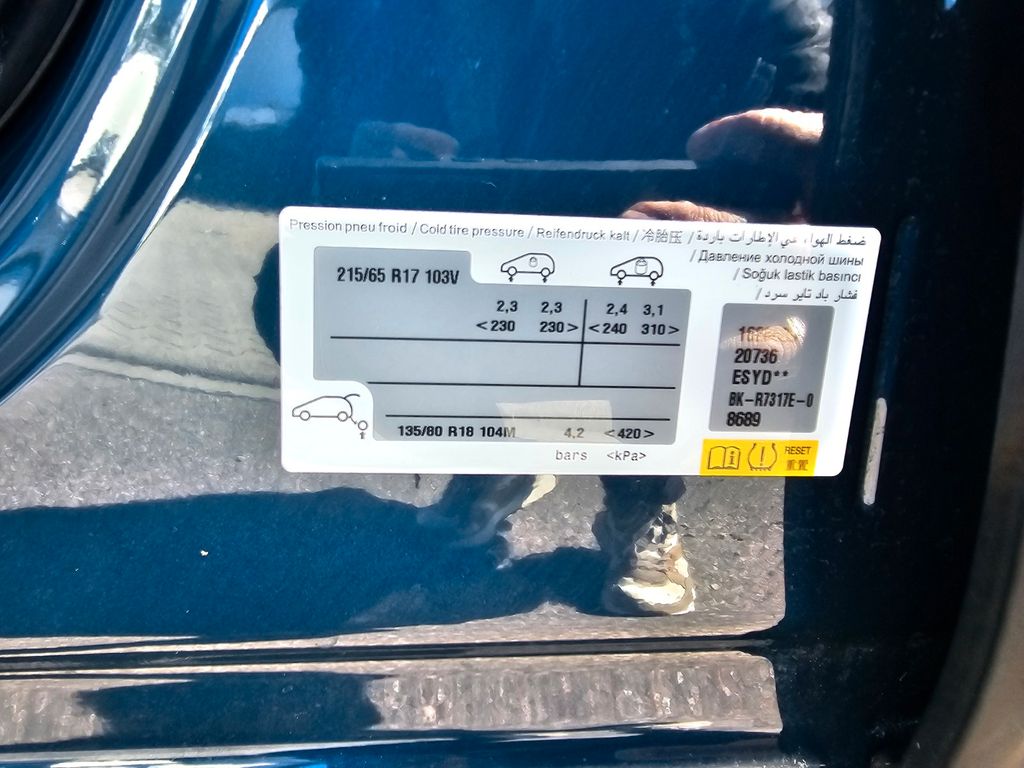 Pression pneu froid / Cold tire pressure / Reifendruck kalt / 冷胎压 / ضغط الهواء في الإطارات باردة
/ Давление холодной шины
/ Soğuk lastik basıncı
/ فشار باد تایر سرد
215/65 R17 103V
2,3 2,3 2,4 3,1
<230 230> <240 310>
135/80 R18 104M 4,2 <420>
bars <kPa>
20736
ESYD**
BK-R7317E-0
8689
RESET
重置